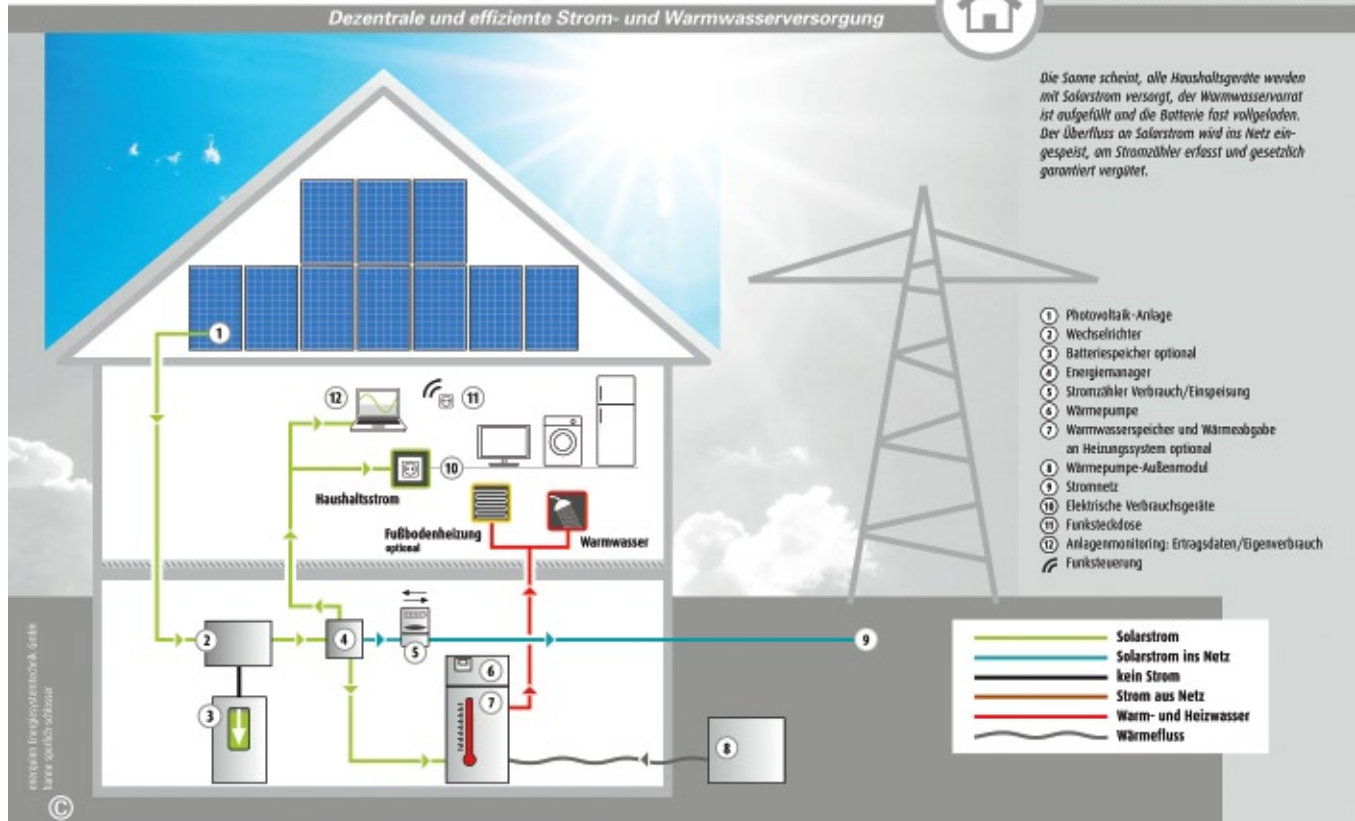 Dezentrale und effiziente Strom- und Warmwasserversorgung
Die Sonne scheint, alle Haushaltsgeräte werden
mit Solarstrom versorgt, der Warmwasservorrat
ist aufgefüllt und die Batterie fast vollgeladen.
Der Überfluss an Solarstrom wird ins Netz ein-
gespeist, am Stromzähler erfasst und gesetzlich
garantiert vergütet.
1 Photovoltaik-Anlage
2 Wechselrichter
3 Batteriespeicher optional
4 Energiemanager
5 Stromzähler Verbrauch/Einspeisung
6 Wärmepumpe
7 Warmwasserspeicher und Wärmeabgabe
an Heizungssystem optional
8 Wärmepumpe-Außenmodul
9 Stromnetz
10 Elektrische Verbrauchsgeräte
11 Funksteckdose
12 Anlagenmonitoring: Ertragsdaten/Eigenverbrauch
Funksteuerung
1
12
11
10
Haushaltsstrom
Fußbodenheizung
optional
Warmwasser
2
4
5
9
6
3
7
8
Solarstrom
Solarstrom ins Netz
kein Strom
Strom aus Netz
Warm- und Heizwasser
Wärmefluss
©